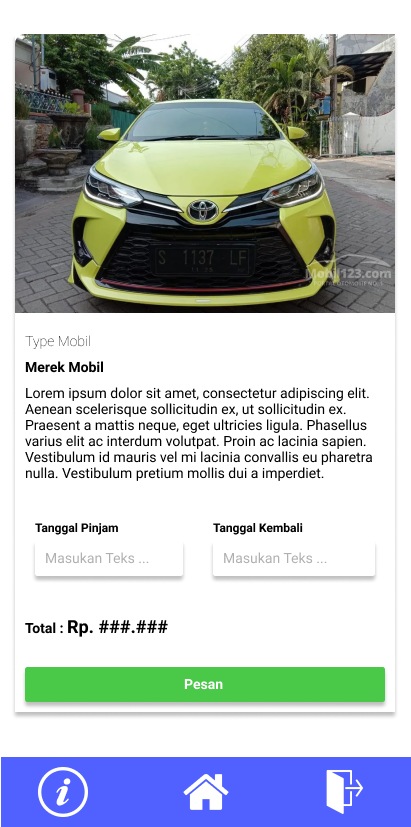 S 1137 LF
Mobil123.com
Type Mobil
Merek Mobil
Lorem ipsum dolor sit amet, consectetur adipiscing elit.
Aenean scelerisque sollicitudin ex, ut sollicitudin ex.
Praesent a mattis neque, eget ultricies ligula. Phasellus
varius elit ac interdum volutpat. Proin ac lacinia sapien.
Vestibulum id mauris vel mi lacinia convallis eu pharetra
nulla. Vestibulum pretium mollis dui a imperdiet.
Tanggal Pinjam Tanggal Kembali
Masukan Teks ... Masukan Teks ...
Total : Rp. ###.###
Pesan
i